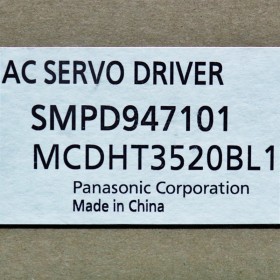 AC SERVO DRIVER
SMPD947101
MCDHT3520BL1
Panasonic Corporation
Made in China